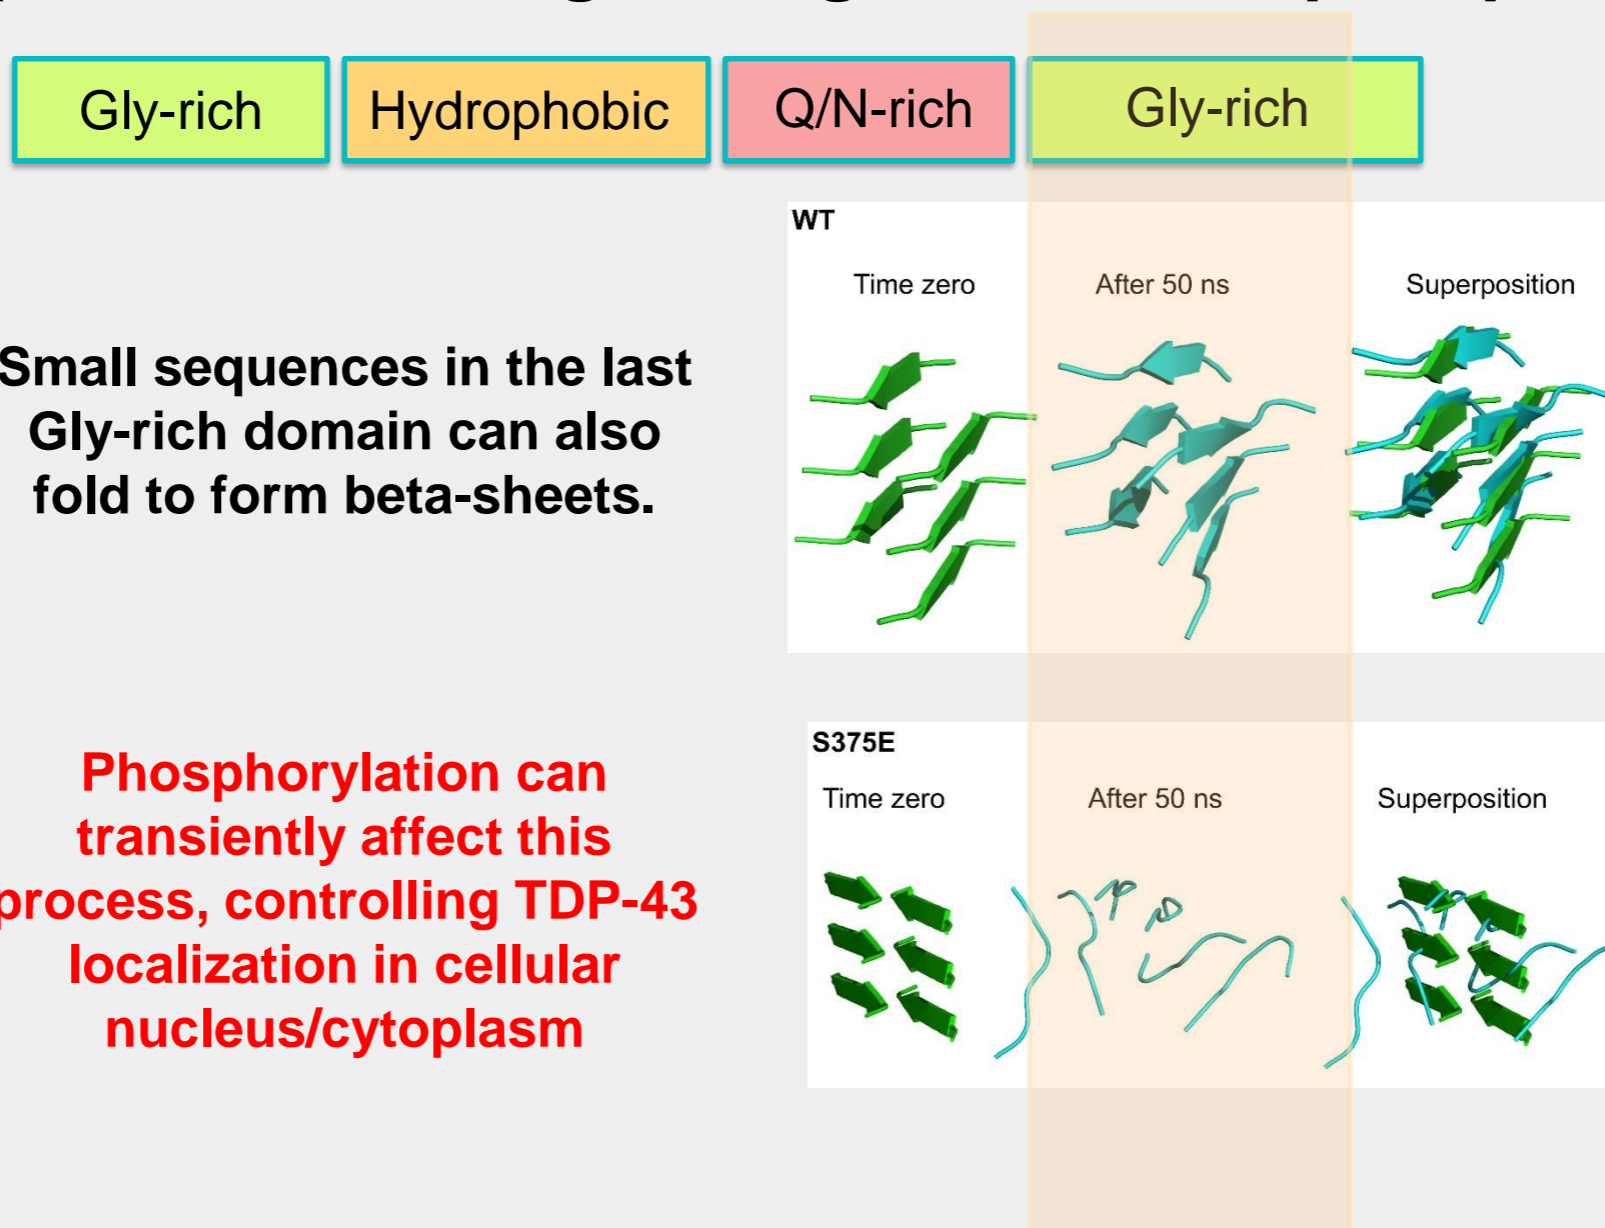 Gly-rich
Hydrophobic
Q/N-rich
Gly-rich
Small sequences in the last
Gly-rich domain can also
fold to form beta-sheets.
WT
Time zero
After 50 ns
Superposition
Phosphorylation can
transiently affect this
process, controlling TDP-43
localization in cellular
nucleus/cytoplasm
S375E
Time zero
After 50 ns
Superposition